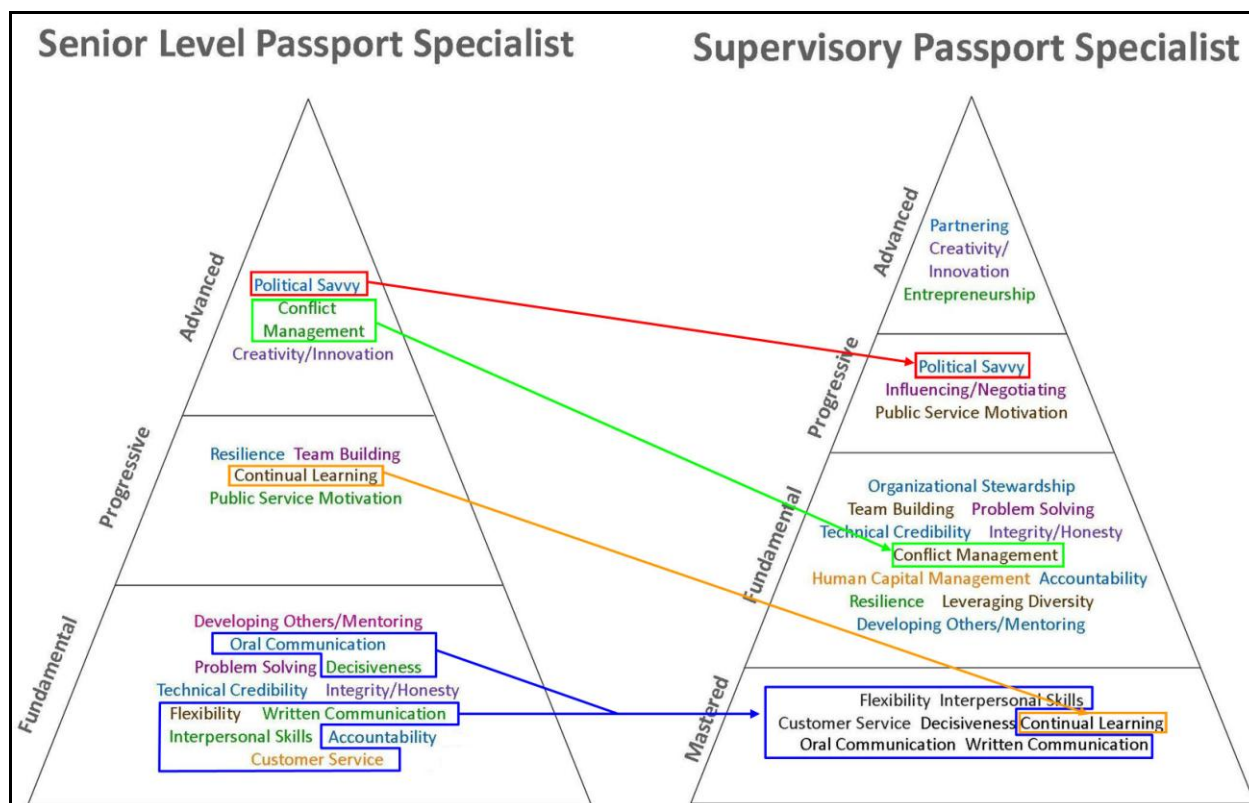 Senior Level Passport Specialist
Advanced
Political Savvy
Conflict
Management
Creativity/Innovation
Progressive
Resilience Team Building
Continual Learning
Public Service Motivation
Fundamental
Developing Others/Mentoring
Oral Communication
Problem Solving Decisiveness
Technical Credibility Integrity/Honesty
Flexibility Written Communication
Interpersonal Skills Accountability
Customer Service
Supervisory Passport Specialist
Advanced
Partnering
Creativity/
Innovation
Entrepreneurship
Progressive
Political Savvy
Influencing/Negotiating
Public Service Motivation
Fundamental
Organizational Stewardship
Team Building Problem Solving
Technical Credibility Integrity/Honesty
Conflict Management
Human Capital Management Accountability
Resilience Leveraging Diversity
Developing Others/Mentoring
Mastered
Flexibility Interpersonal Skills
Customer Service Decisiveness Continual Learning
Oral Communication Written Communication